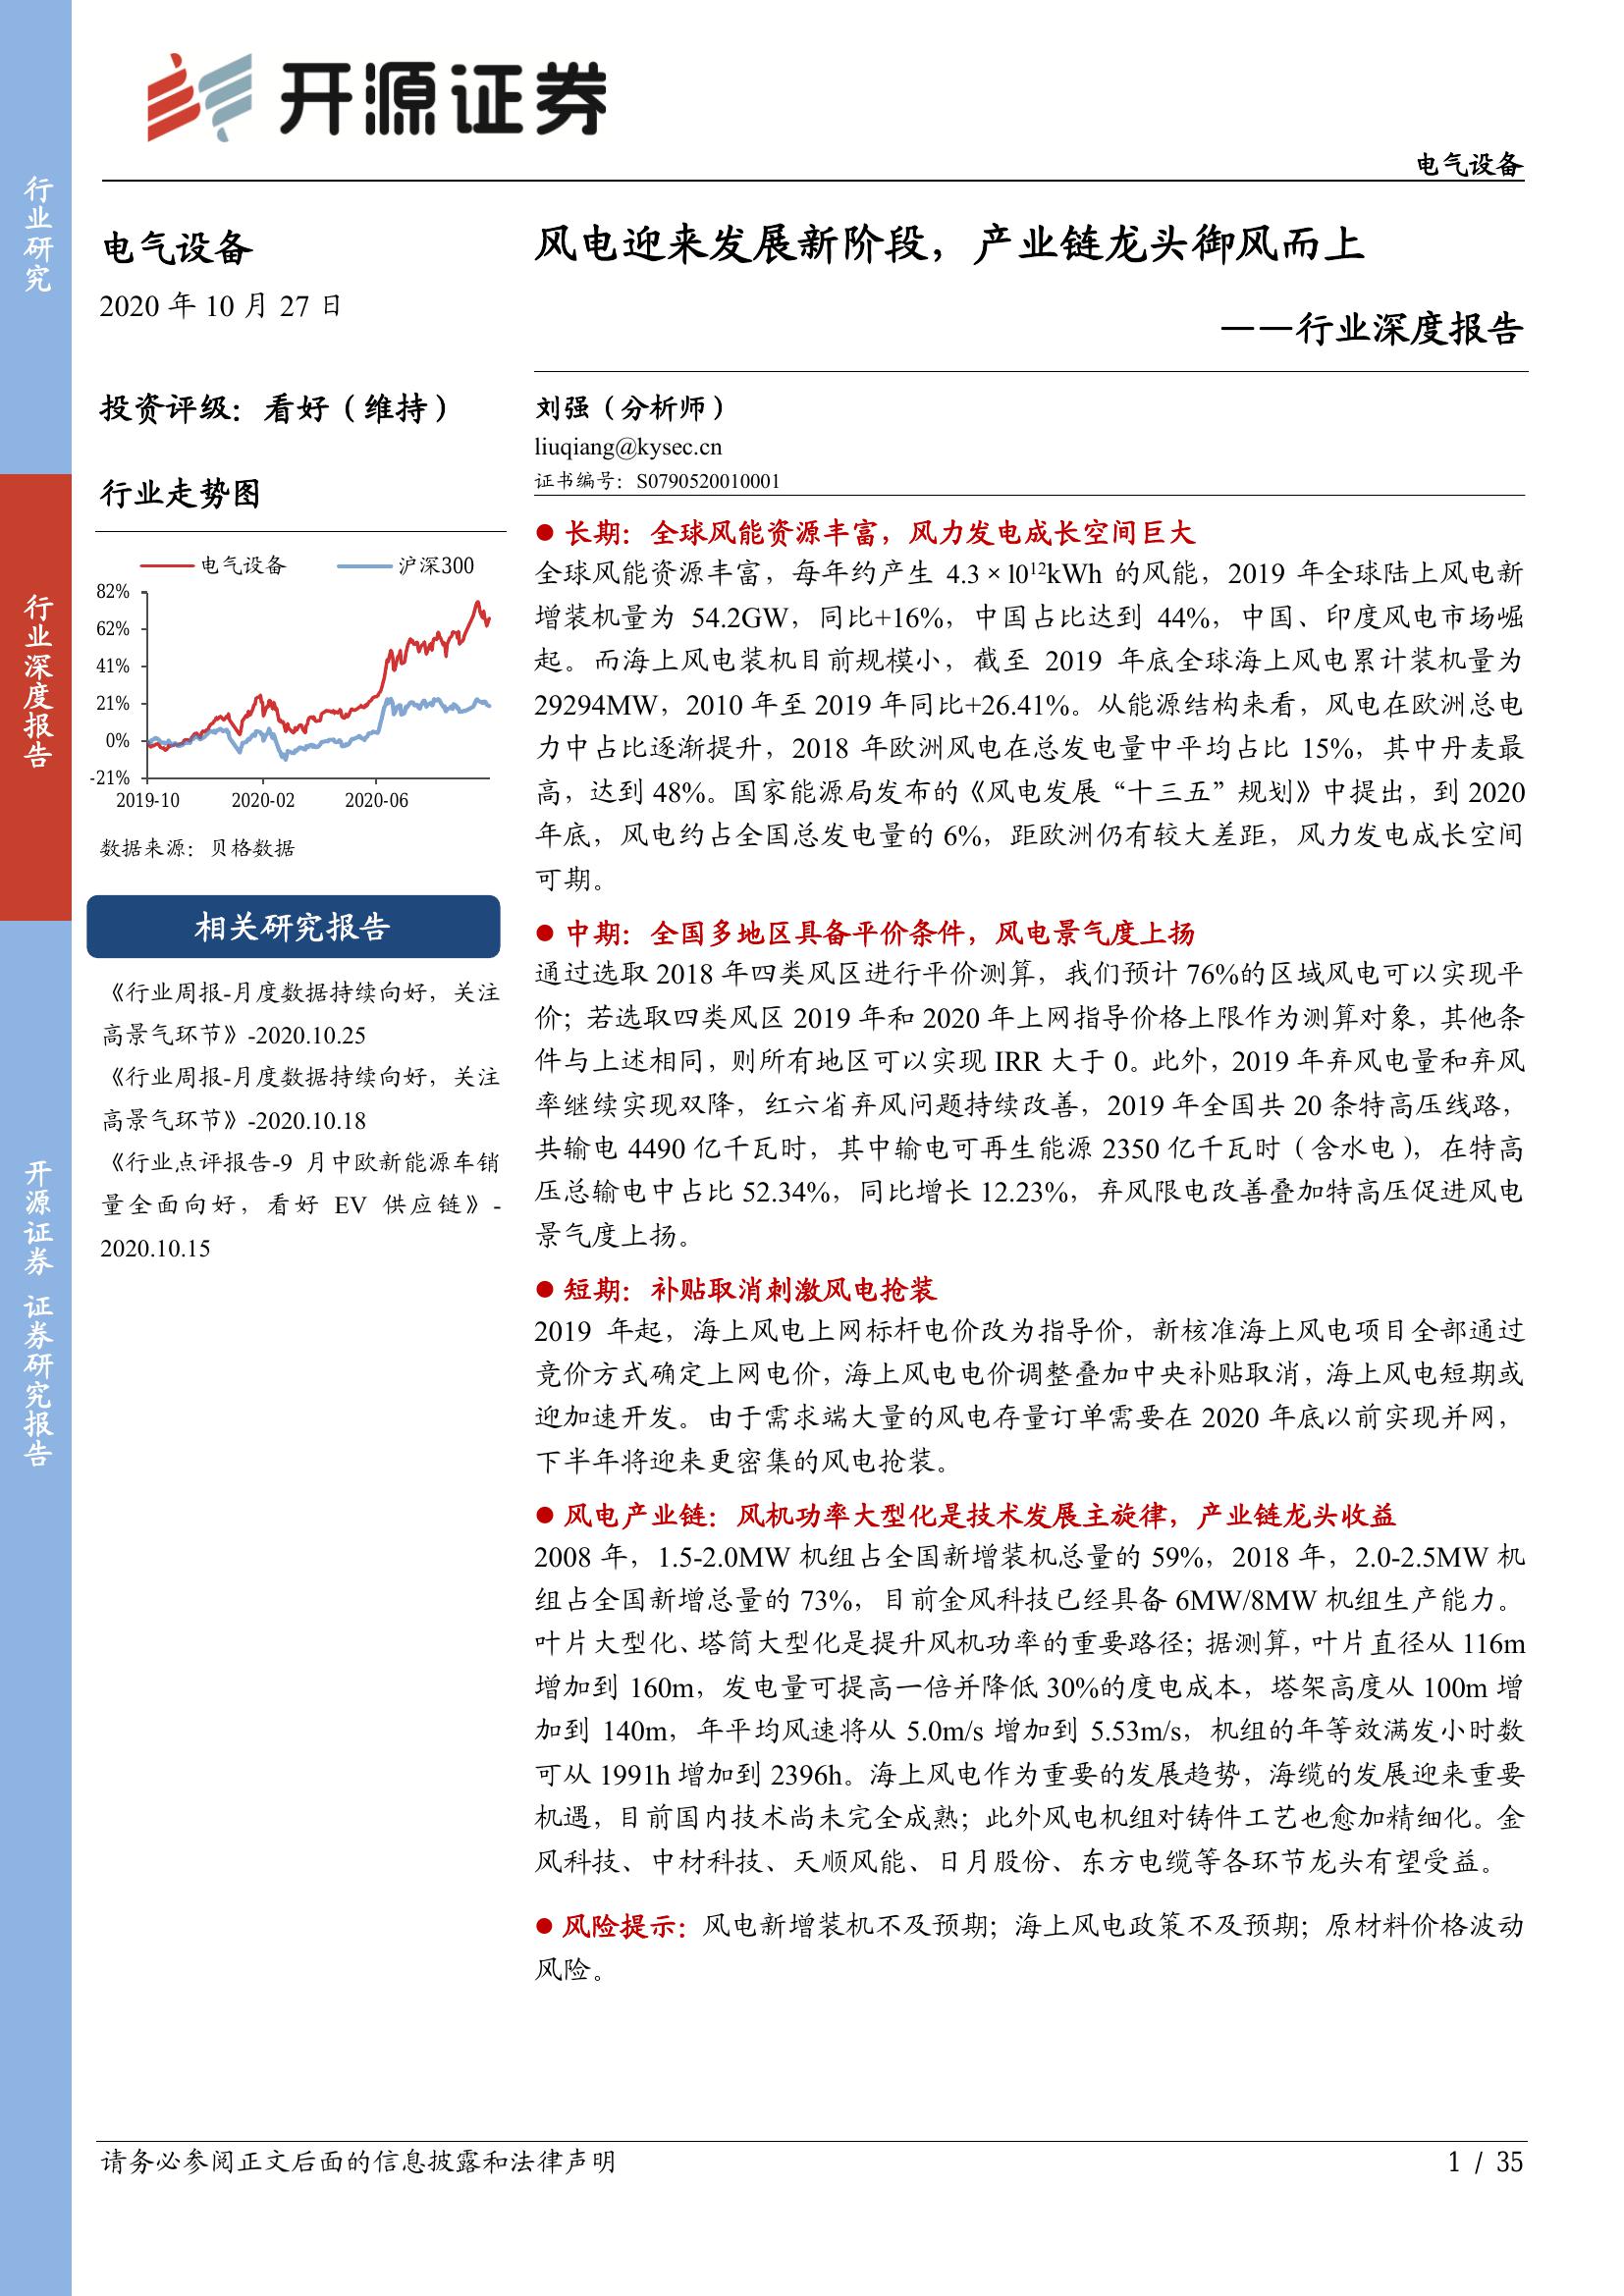 开源证券
电气设备
行业研究
行业深度报告
开源证券 证券研究报告
电气设备
2020 年 10 月 27 日
投资评级：看好（维持）
行业走势图
电气设备
沪深300
82%
62%
41%
21%
0%
-21%
2019-10
2020-02
2020-06
数据来源：贝格数据
相关研究报告
《行业周报-月度数据持续向好，关注
高景气环节》-2020.10.25
《行业周报-月度数据持续向好，关注
高景气环节》-2020.10.18
《行业点评报告-9 月中欧新能源车销
量全面向好，看好 EV 供应链》-
2020.10.15
风电迎来发展新阶段，产业链龙头御风而上
——行业深度报告
刘强（分析师）
liuqiang@kysec.cn
证书编号：S0790520010001
● 长期：全球风能资源丰富，风力发电成长空间巨大
全球风能资源丰富，每年约产生 4.3×10¹²kWh 的风能，2019 年全球陆上风电新
增装机量为 54.2GW，同比+16%，中国占比达到 44%，中国、印度风电市场崛
起。而海上风电装机目前规模小，截至 2019 年底全球海上风电累计装机量为
29294MW，2010 年至 2019 年同比+26.41%。从能源结构来看，风电在欧洲总电
力中占比逐渐提升，2018 年欧洲风电在总发电量中平均占比 15%，其中丹麦最
高，达到 48%。国家能源局发布的《风电发展“十三五”规划》中提出，到 2020
年底，风电约占全国总发电量的 6%，距欧洲仍有较大差距，风力发电成长空间
可期。
● 中期：全国多地区具备平价条件，风电景气度上扬
通过选取 2018 年四类风区进行平价测算，我们预计 76%的区域风电可以实现平
价；若选取四类风区 2019 年和 2020 年上网指导价格上限作为测算对象，其他条
件与上述相同，则所有地区可以实现 IRR 大于 0。此外，2019 年弃风电量和弃风
率继续实现双降，红六省弃风问题持续改善，2019 年全国共 20 条特高压线路，
共输电 4490 亿千瓦时，其中输电可再生能源 2350 亿千瓦时（含水电），在特高
压总输电中占比 52.34%，同比增长 12.23%，弃风限电改善叠加特高压促进风电
景气度上扬。
● 短期：补贴取消刺激风电抢装
2019 年起，海上风电上网标杆电价改为指导价，新核准海上风电项目全部通过
竞价方式确定上网电价，海上风电电价调整叠加中央补贴取消，海上风电短期或
迎加速开发。由于需求端大量的风电存量订单需要在 2020 年底以前实现并网，
下半年将迎来更密集的风电抢装。
● 风电产业链：风机功率大型化是技术发展主旋律，产业链龙头收益
2008 年，1.5-2.0MW 机组占全国新增装机总量的 59%，2018 年，2.0-2.5MW 机
组占全国新增总量的 73%，目前金风科技已经具备 6MW/8MW 机组生产能力。
叶片大型化、塔筒大型化是提升风机功率的重要路径；据测算，叶片直径从 116m
增加到 160m，发电量可提高一倍并降低 30%的度电成本，塔架高度从 100m 增
加到 140m，年平均风速将从 5.0m/s 增加到 5.53m/s，机组的年等效满发小时数
可从 1991h 增加到 2396h。海上风电作为重要的发展趋势，海缆的发展迎来重要
机遇，目前国内技术尚未完全成熟；此外风电机组对铸件工艺也愈加精细化。金
风科技、中材科技、天顺风能、日月股份、东方电缆等各环节龙头有望受益。
● 风险提示：风电新增装机不及预期；海上风电政策不及预期；原材料价格波动
风险。
请务必参阅正文后面的信息披露和法律声明
1 / 35